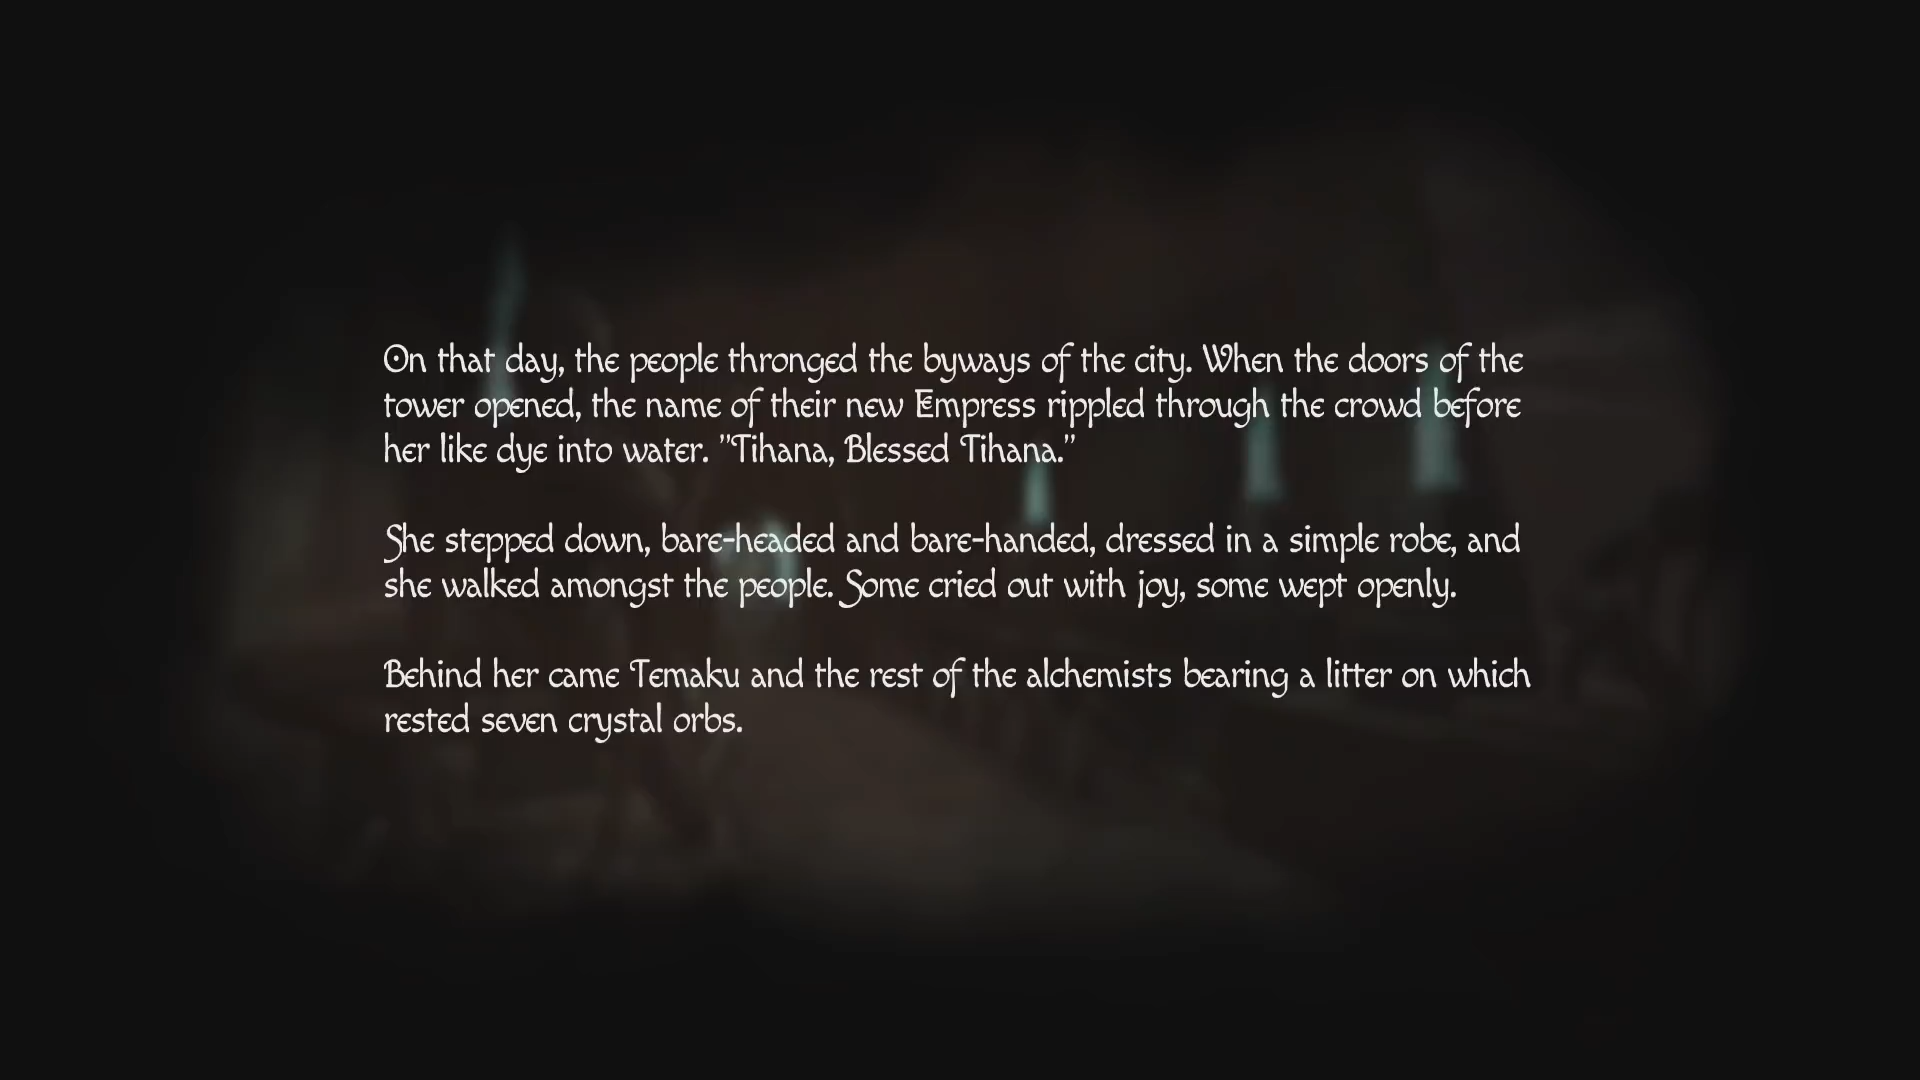 On that day, the people thronged the byways of the city. When the doors of the
tower opened, the name of their new Empress rippled through the crowd before
her like dye into water. "Tihana, Blessed Tihana."
She stepped down, bare-headed and bare-handed, dressed in a simple robe, and
she walked amongst the people. Some cried out with joy, some wept openly.
Behind her came Temaku and the rest of the alchemists bearing a litter on which
rested seven crystal orbs.